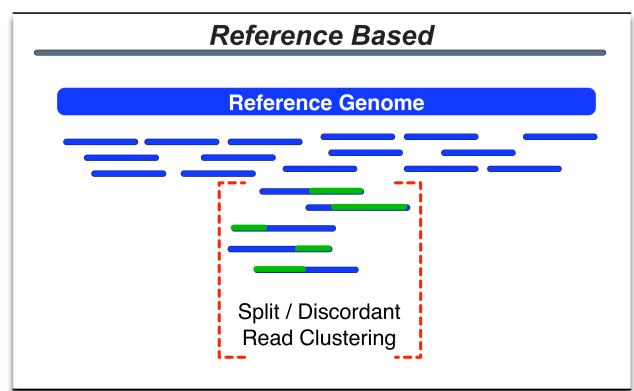 Reference Based
Reference Genome
Split / Discordant
Read Clustering